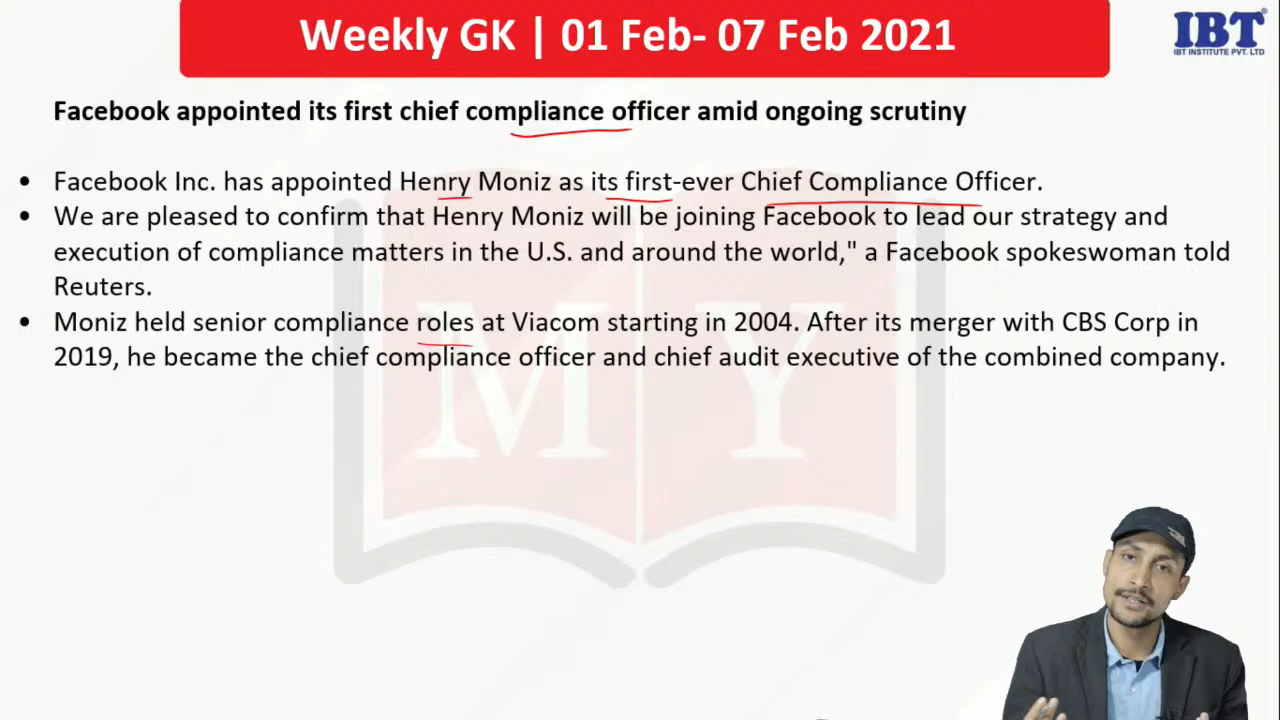 Weekly GK | 01 Feb- 07 Feb 2021
IBT
IBT INSTITUTE PVT. LTD
Facebook appointed its first chief compliance officer amid ongoing scrutiny
• Facebook Inc. has appointed Henry Moniz as its first-ever Chief Compliance Officer.
• We are pleased to confirm that Henry Moniz will be joining Facebook to lead our strategy and
execution of compliance matters in the U.S. and around the world," a Facebook spokeswoman told
Reuters.
• Moniz held senior compliance roles at Viacom starting in 2004. After its merger with CBS Corp in
2019, he became the chief compliance officer and chief audit executive of the combined company.
M Y